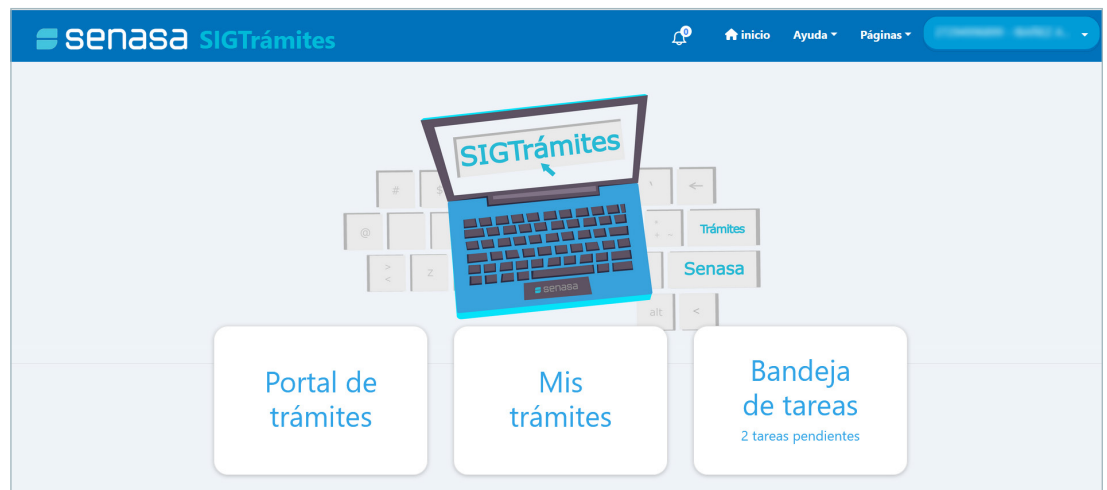 senasa SIGTrámites
0
inicio Ayuda Páginas
SIGTrámites
#
$
@
>
<
Z
←
Trámites
Senasa
senasa
alt
<
Portal de
trámites
Mis
trámites
Bandeja
de tareas
2 tareas pendientes